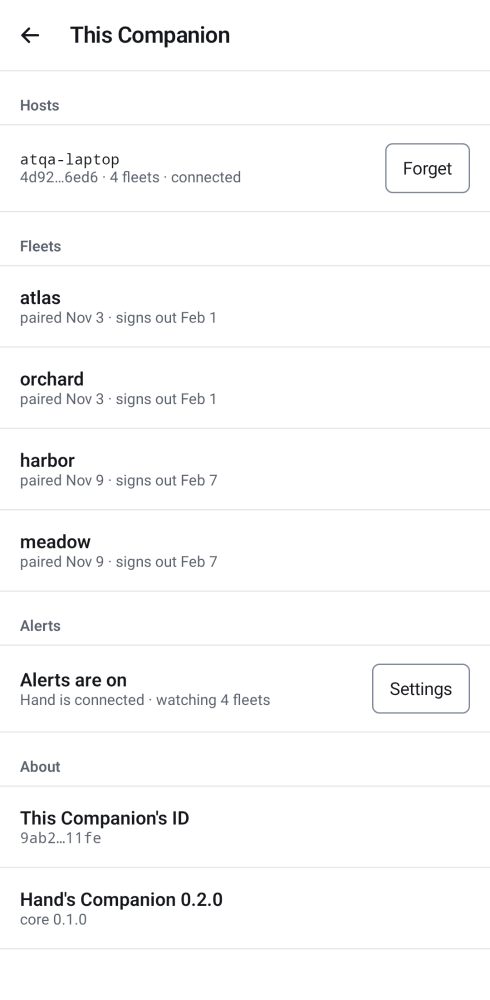 This Companion
Hosts
atqa-laptop
4d92…6ed6 · 4 fleets · connected
Forget
Fleets
atlas
paired Nov 3 · signs out Feb 1
orchard
paired Nov 3 · signs out Feb 1
harbor
paired Nov 9 · signs out Feb 7
meadow
paired Nov 9 · signs out Feb 7
Alerts
Alerts are on
Hand is connected · watching 4 fleets
Settings
About
This Companion's ID
9ab2…11fe
Hand's Companion 0.2.0
core 0.1.0